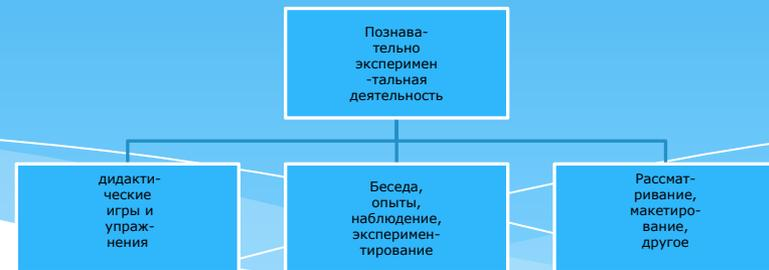 Познава-
тельно
эксперимен
-тальная
деятельность
дидакти-
ческие
игры и
упраж-
нения
Беседа,
опыты,
наблюдение,
эксперимен-
тирование
Рассмат-
ривание,
макетиро-
вание,
другое